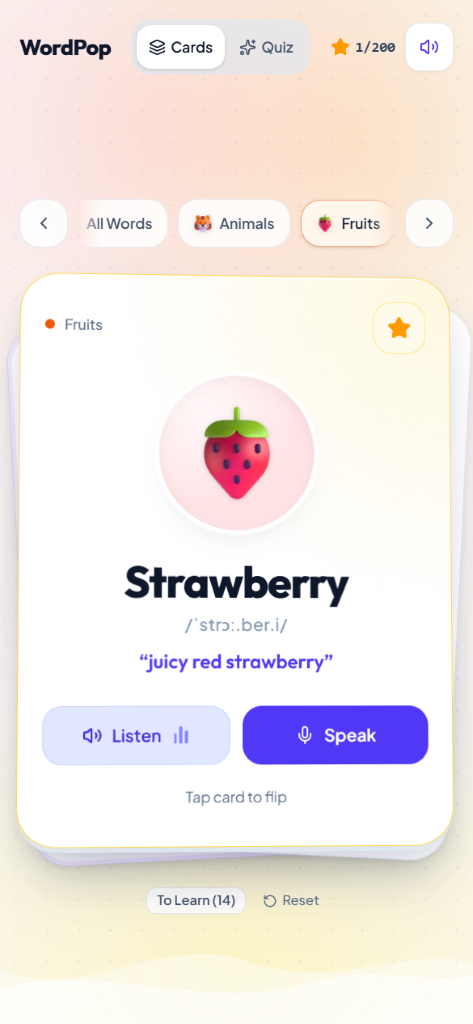 WordPop
Cards
Quiz
1/200
All Words
Animals
Fruits
Fruits
Strawberry
/ˈstrɔː.ber.i/
“juicy red strawberry”
Listen
Speak
Tap card to flip
To Learn (14)
Reset